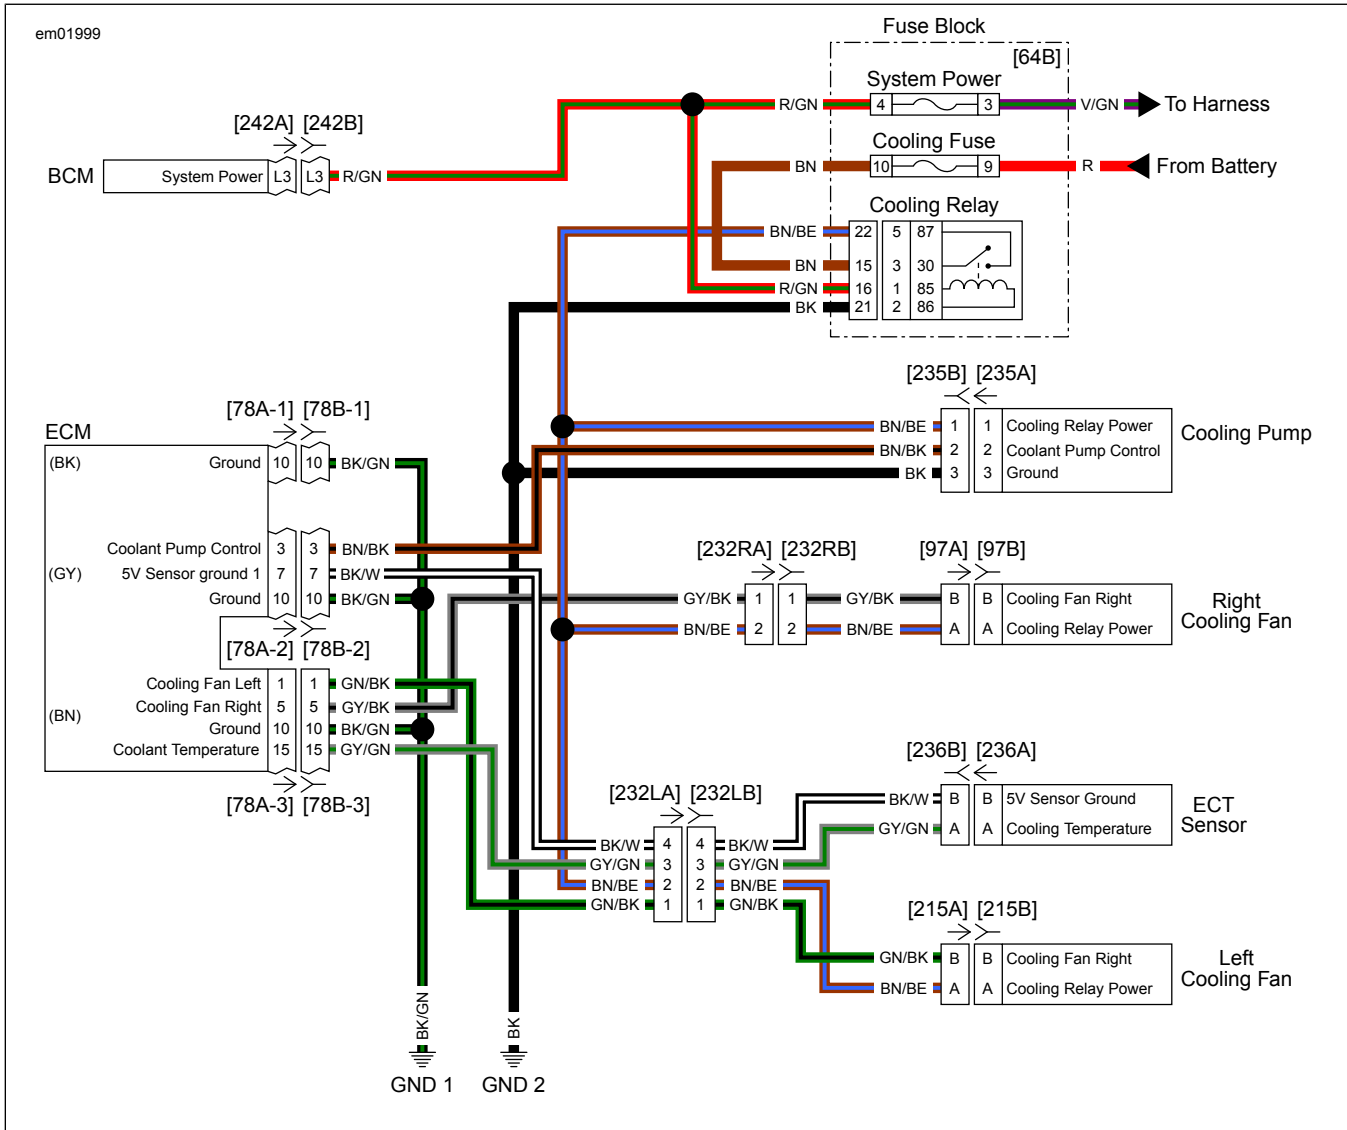 em01999
Fuse Block
[64B]
System Power
R/GN 4 3 V/GN To Harness
[242A] [242B]
Cooling Fuse
BCM System Power L3 L3 R/GN
BN 10 9 R From Battery
Cooling Relay
BN/BE 22 5 87
BN 15 3 30
R/GN 16 1 85
BK 21 2 86
[235B] [235A]
[78A-1] [78B-1]
ECM
BN/BE 1 1 Cooling Relay Power
BN/BK 2 2 Coolant Pump Control
BK 3 3 Ground
Cooling Pump
(BK) Ground 10 10 BK/GN
Coolant Pump Control 3 3 BN/BK
(GY) 5V Sensor ground 1 7 7 BK/W
Ground 10 10 BK/GN
[78A-2] [78B-2]
[232RA] [232RB] [97A] [97B]
GY/BK 1 1 GY/BK B B Cooling Fan Right
BN/BE 2 2 BN/BE A A Cooling Relay Power
Right
Cooling Fan
Cooling Fan Left 1 1 GN/BK
Cooling Fan Right 5 5 GY/BK
(BN)
Ground 10 10 BK/GN
Coolant Temperature 15 15 GY/GN
[78A-3] [78B-3]
[236B] [236A]
BK/W B B 5V Sensor Ground
GY/GN A A Cooling Temperature
ECT
Sensor
[232LA] [232LB]
BK/W 4 4 BK/W
GY/GN 3 3 GY/GN
BN/BE 2 2 BN/BE
GN/BK 1 1 GN/BK
[215A] [215B]
GN/BK B B Cooling Fan Right
BN/BE A A Cooling Relay Power
Left
Cooling Fan
BK/GN
BK
GND 1 GND 2